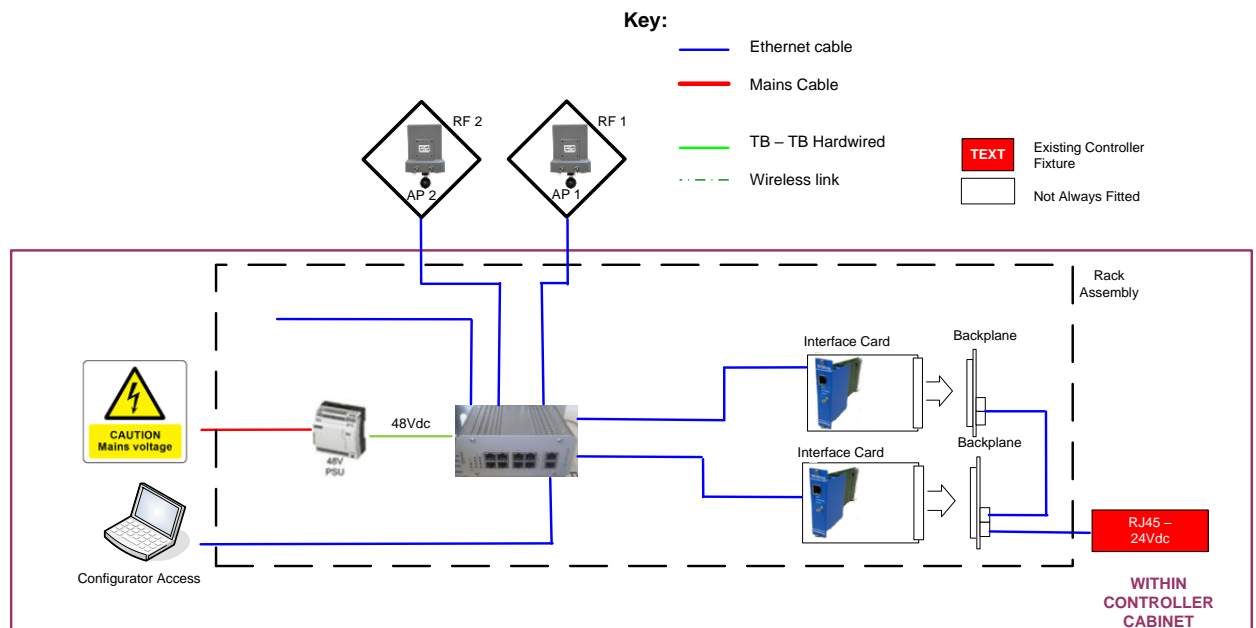 Key:
Ethernet cable
Mains Cable
TB – TB Hardwired
Wireless link
TEXT
Existing Controller
Fixture
Not Always Fitted
RF 2
RF 1
AP 2
AP 1
Rack
Assembly
Interface Card
Backplane
CAUTION
Mains voltage
48V
PSU
48Vdc
Interface Card
Backplane
Configurator Access
RJ45 –
24Vdc
WITHIN
CONTROLLER
CABINET